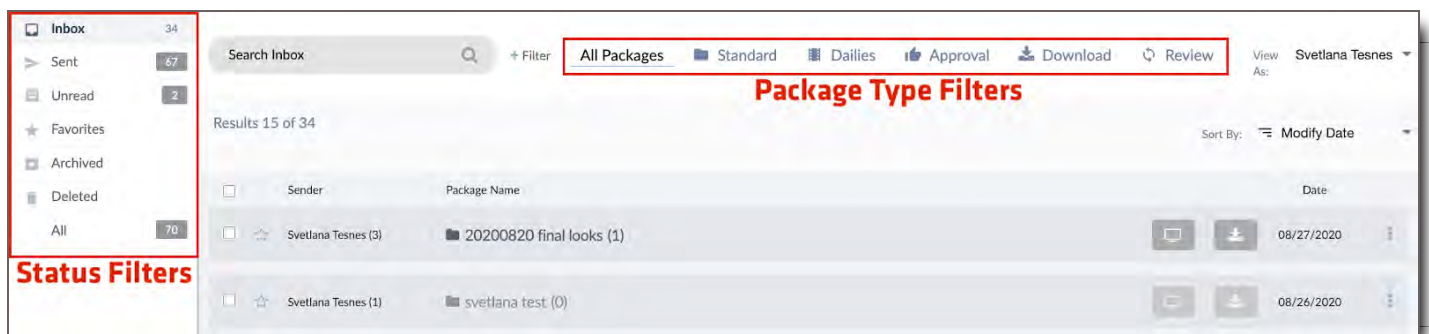 Inbox 34
Sent 67
Unread 2
Favorites
Archived
Deleted
All 70
Status Filters
Search Inbox + Filter All Packages Standard Dailies Approval Download Review View As: Svetlana Tesnes
Package Type Filters
Results 15 of 34
Sort By: Modify Date
Sender Package Name Date
Svetlana Tesnes (3) 20200820 final looks (1) 08/27/2020
Svetlana Tesnes (1) svetlana test (0) 08/26/2020